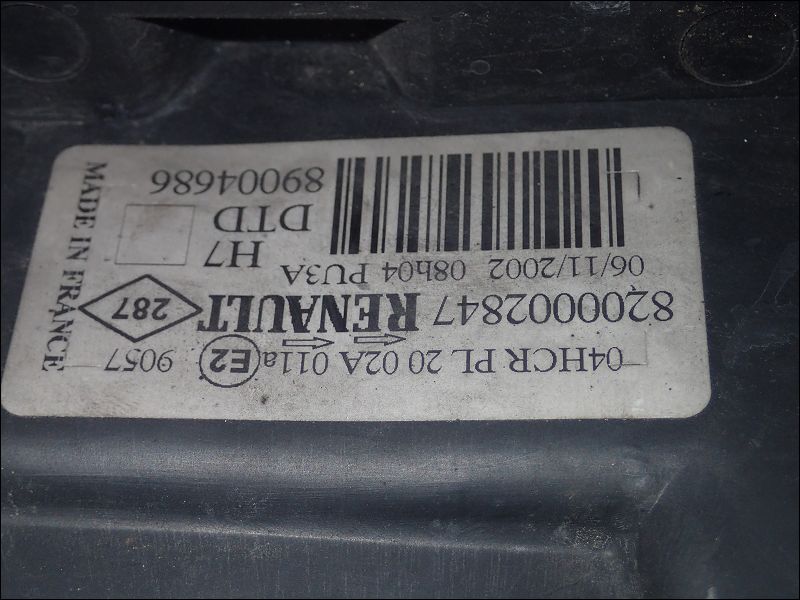 04HCR PL 20 02A 011a E2 9057
8200002847 RENAULT 287
06/11/2002 08h04 PU3A H7
DTD
89004686
MADE IN FRANCE